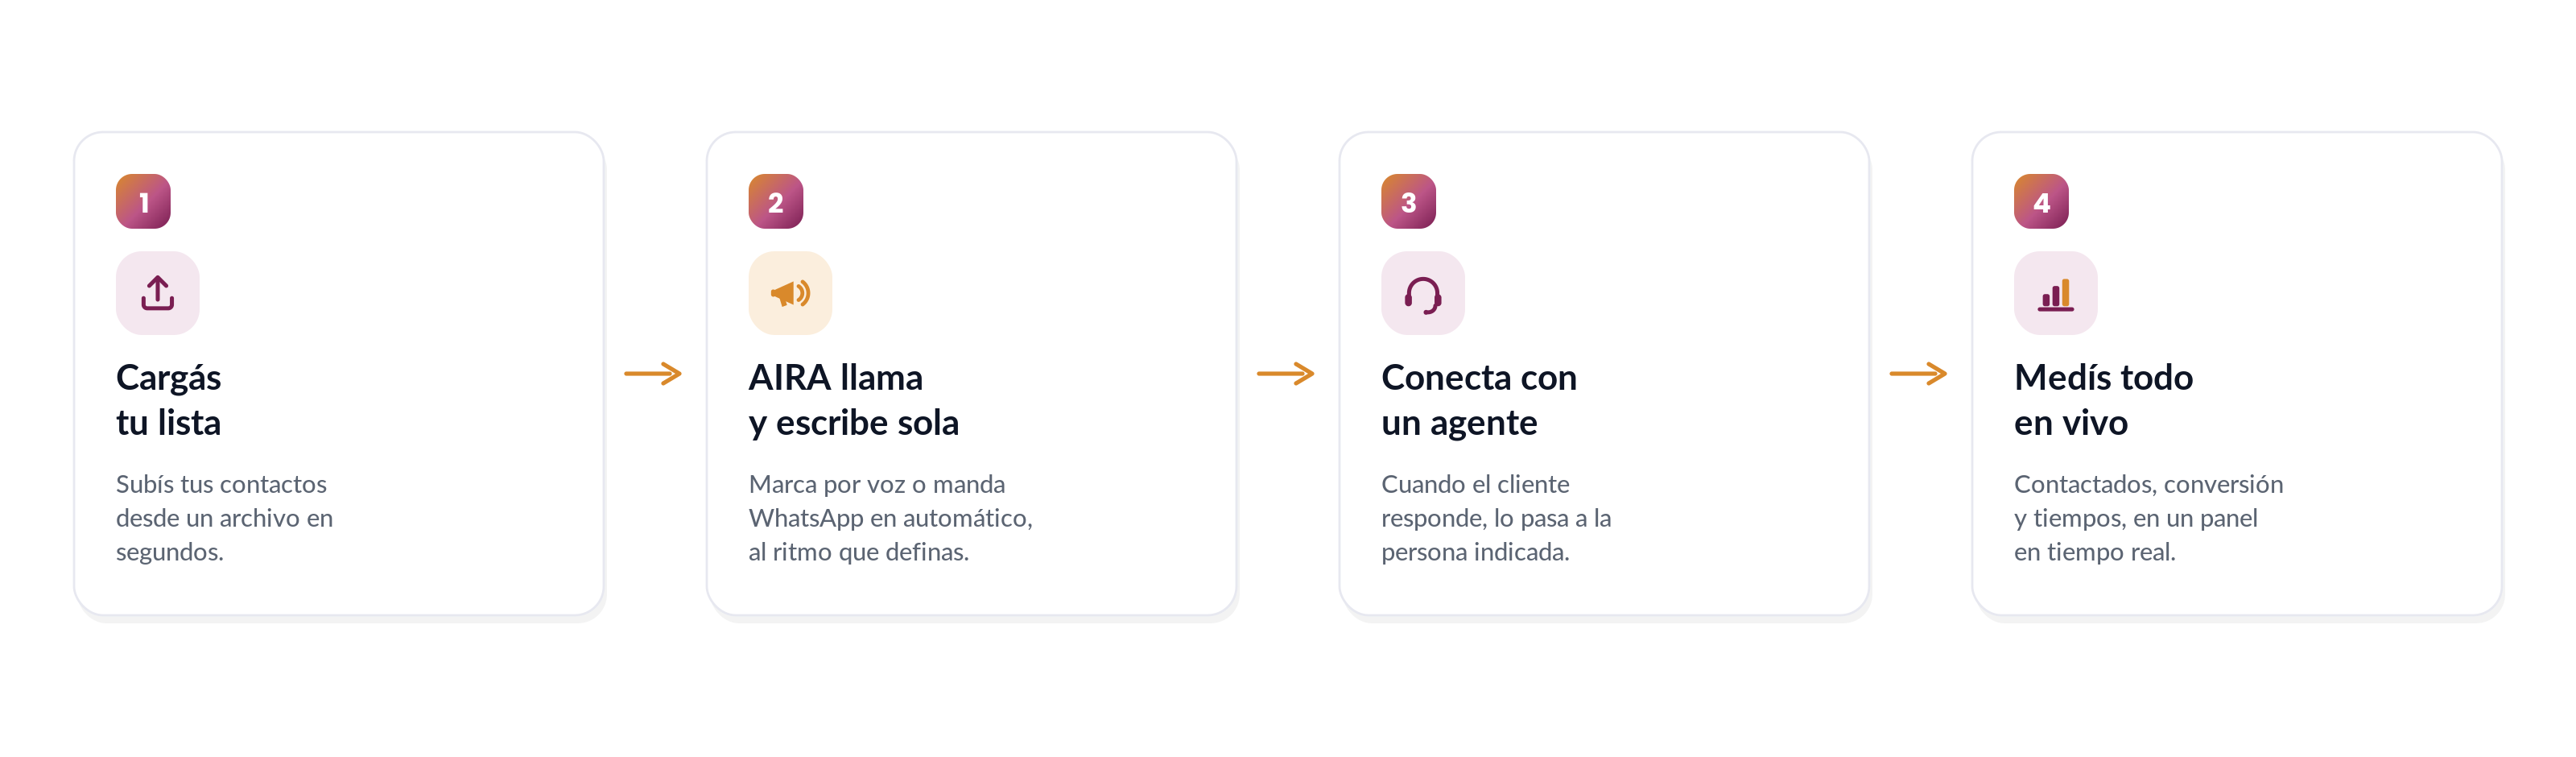 1
Cargás
tu lista
Subís tus contactos
desde un archivo en
segundos.
2
AIRA llama
y escribe sola
Marca por voz o manda
WhatsApp en automático,
al ritmo que definas.
3
Conecta con
un agente
Cuando el cliente
responde, lo pasa a la
persona indicada.
4
Medís todo
en vivo
Contactados, conversión
y tiempos, en un panel
en tiempo real.